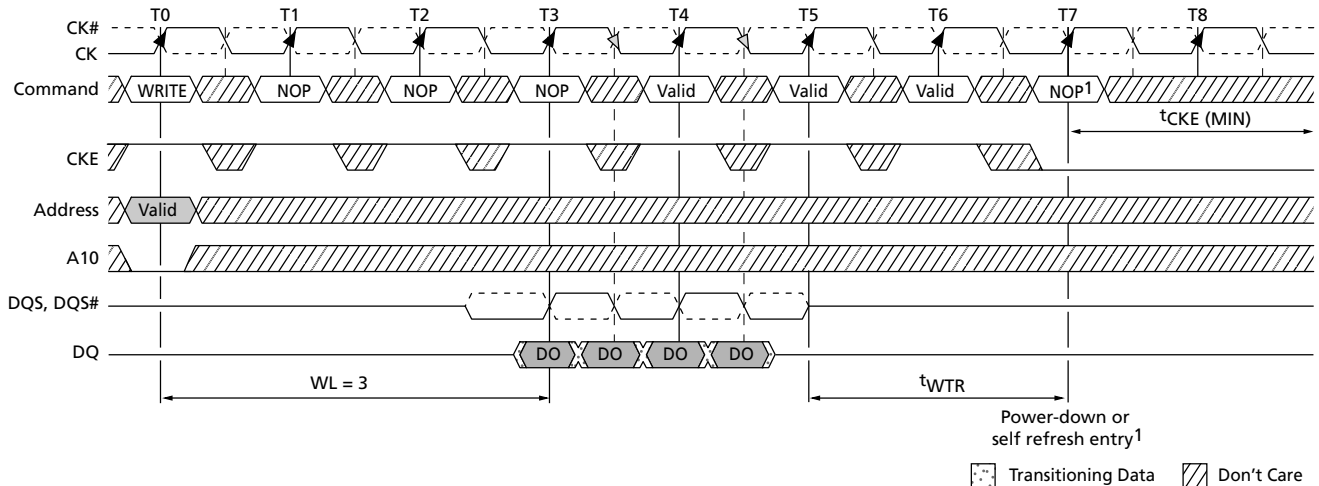 T0 T1 T2 T3 T4 T5 T6 T7 T8
CK#
CK
Command WRITE NOP NOP NOP Valid Valid Valid NOP1
tCKE (MIN)
CKE
Address Valid
A10
DQS, DQS#
DQ DO DO DO DO
WL = 3 tWTR
Power-down or
self refresh entry1
Transitioning Data Don't Care